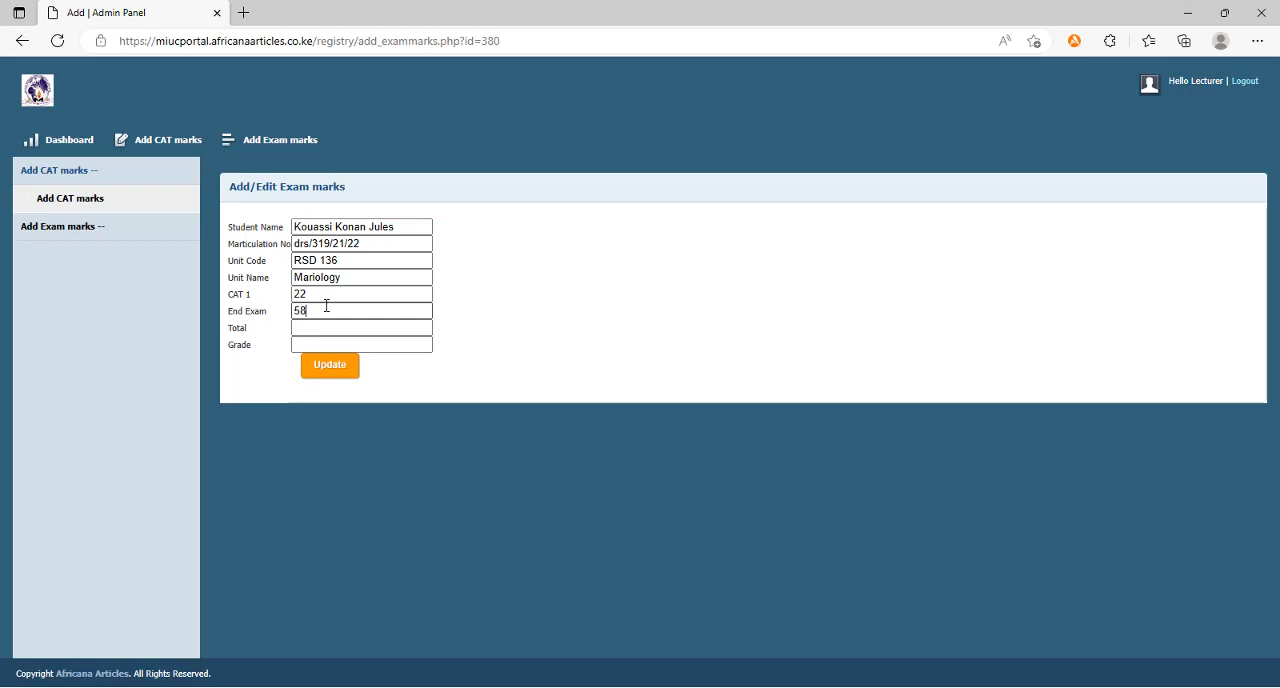 Add | Admin Panel
https://miucportal.africanaarticles.co.ke/registry/add_exammarks.php?id=380
Hello Lecturer | Logout
Dashboard
Add CAT marks
Add Exam marks
Add CAT marks --
Add CAT marks
Add Exam marks --
Add/Edit Exam marks
Student Name Kouassi Konan Jules
Marticulation No drs/319/21/22
Unit Code RSD 136
Unit Name Mariology
CAT 1 22
End Exam 58
Total
Grade
Update
Copyright Africana Articles. All Rights Reserved.